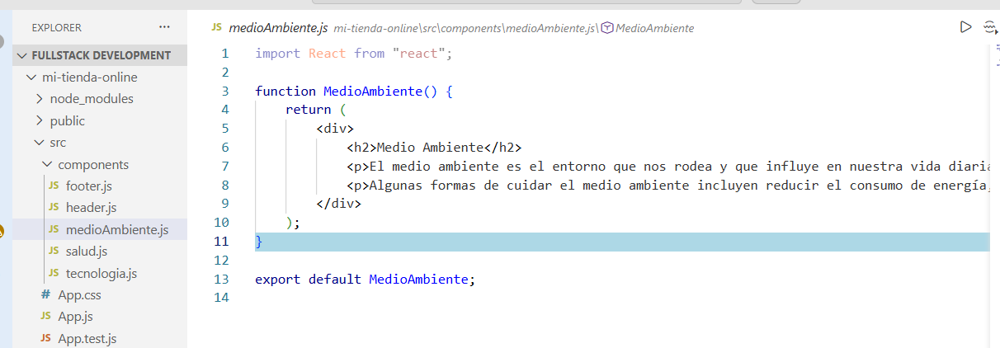 EXPLORER ···
FULLSTACK DEVELOPMENT
mi-tienda-online
node_modules
public
src
components
JS footer.js
JS header.js
JS medioAmbiente.js
JS salud.js
JS tecnologia.js
# App.css
JS App.js
JS App.test.js
JS medioAmbiente.js mi-tienda-online\src\components\medioAmbiente.js\ MedioAmbiente
1 import React from "react";
2
3 function MedioAmbiente() {
4 return (
5 <div>
6 <h2>Medio Ambiente</h2>
7 <p>El medio ambiente es el entorno que nos rodea y que influye en nuestra vida diaria
8 <p>Algunas formas de cuidar el medio ambiente incluyen reducir el consumo de energía,
9 </div>
10 );
11 }
12
13 export default MedioAmbiente;
14